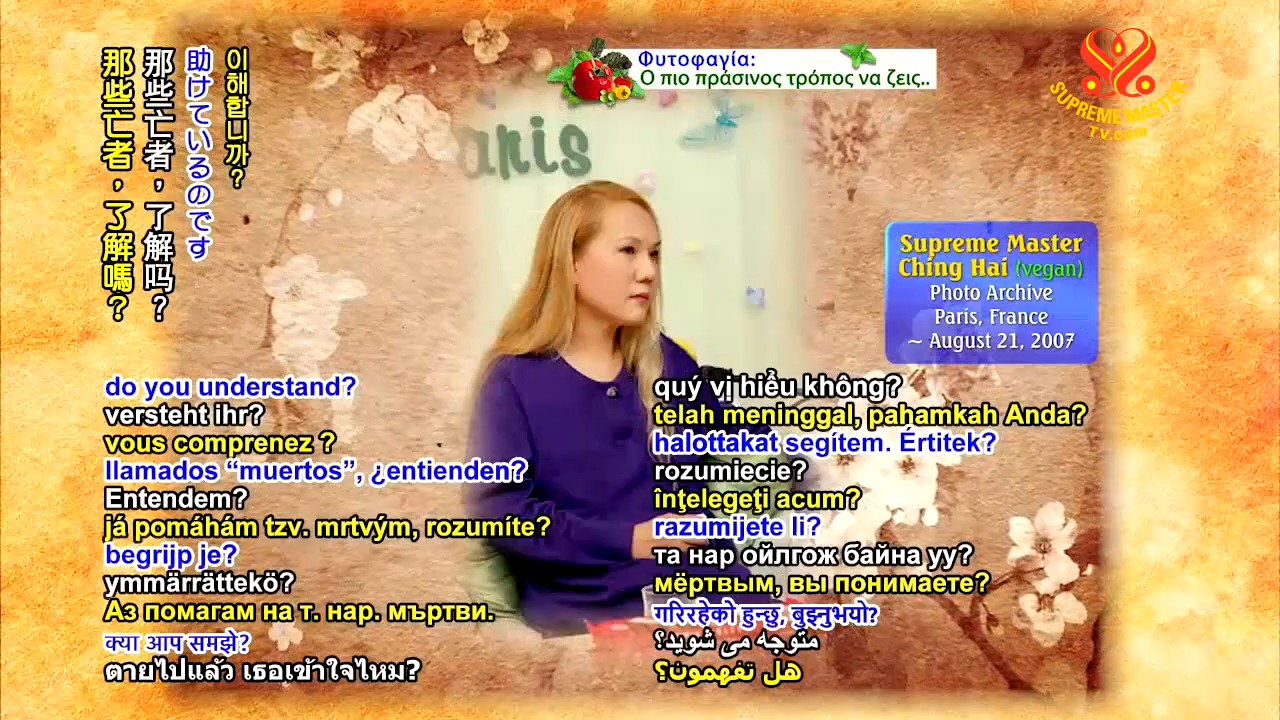 이해합니까?
助けているのです
那些亡者，了解吗？
那些亡者，了解嗎？
Φυτοφαγία:
Ο πιο πράσινος τρόπος να ζεις..
SUPREME MASTER
TV.com
anis
Supreme Master
Ching Hai (vegan)
Photo Archive
Paris, France
~ August 21, 2007
do you understand?
versteht ihr?
vous comprenez ?
llamados “muertos”, ¿entienden?
Entendem?
já pomáhám tzv. mrtvým, rozumíte?
begrijp je?
ymmärrättekö?
Аз помагам на т. нар. мъртви.
क्या आप समझे?
ตายไปแล้ว เธอเข้าใจไหม?
quý vị hiểu không?
telah meninggal, pahamkah Anda?
halottakat segítem. Értitek?
rozumiecie?
înţelegeţi acum?
razumijete li?
та нар ойлгож байна уу?
мёртвым, вы понимаете?
गरिरहेको हुन्छु, बुझ्नुभयो?
متوجه می شوید؟
هل تفهمون؟